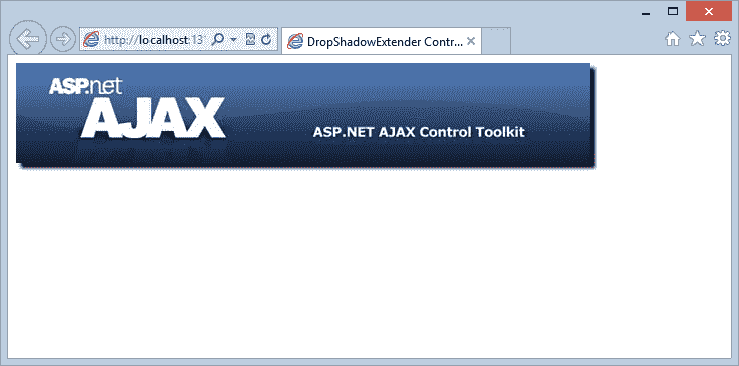 http://localhost:13
DropShadowExtender Contr...
ASP.net
AJAX
ASP.NET AJAX Control Toolkit